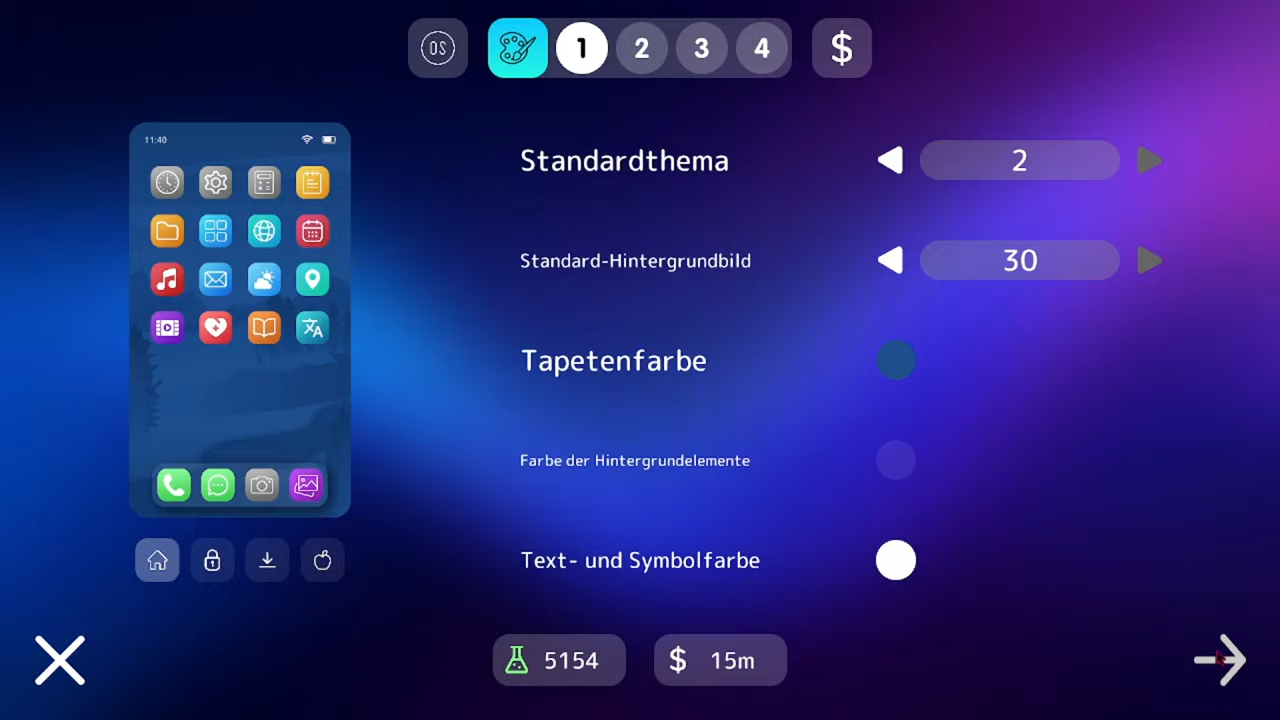 OS
1 2 3 4 $
11:40
Standardthema
2
Standard-Hintergrundbild
30
Tapetenfarbe
Farbe der Hintergrundelemente
Text- und Symbolfarbe
5154
$ 15m